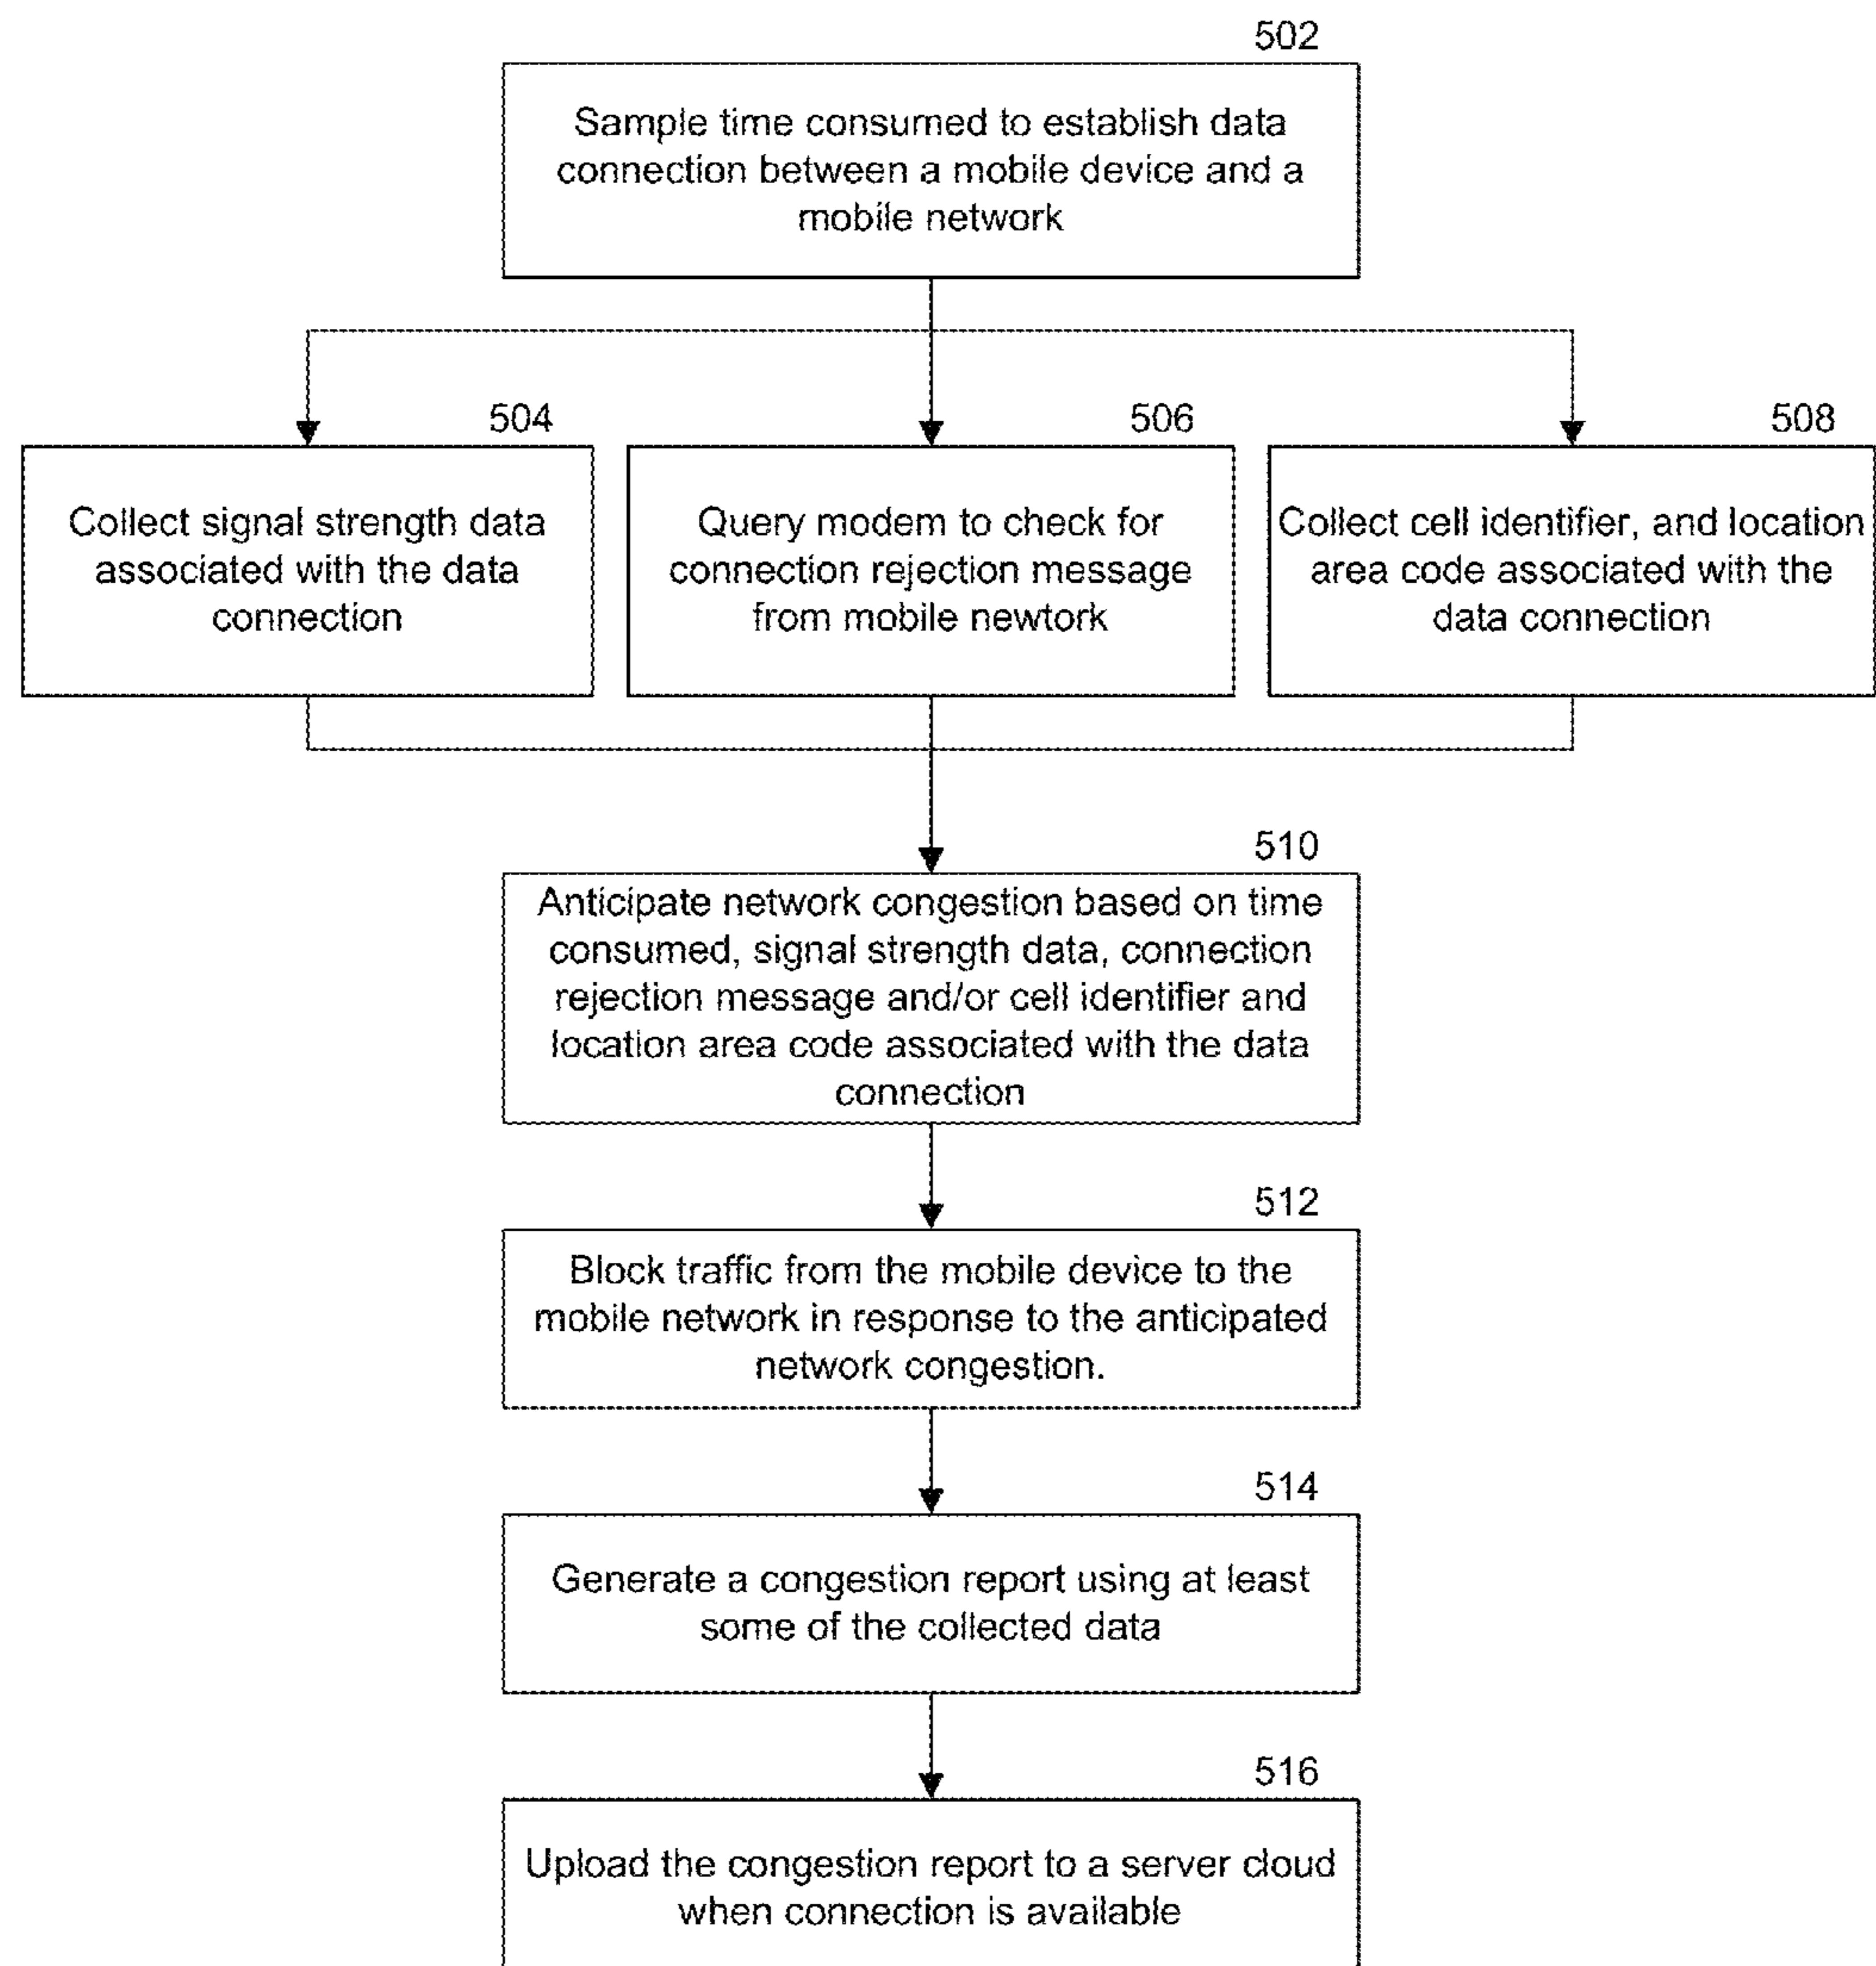 502
Sample time consumed to establish data
connection between a mobile device and a
mobile network
504
Collect signal strength data
associated with the data
connection
506
Query modem to check for
connection rejection message
from mobile newtork
508
Collect cell identifier, and location
area code associated with the
data connection
510
Anticipate network congestion based on time
consumed, signal strength data, connection
rejection message and/or cell identifier and
location area code associated with the data
connection
512
Block traffic from the mobile device to the
mobile network in response to the anticipated
network congestion.
514
Generate a congestion report using at least
some of the collected data
516
Upload the congestion report to a server cloud
when connection is available